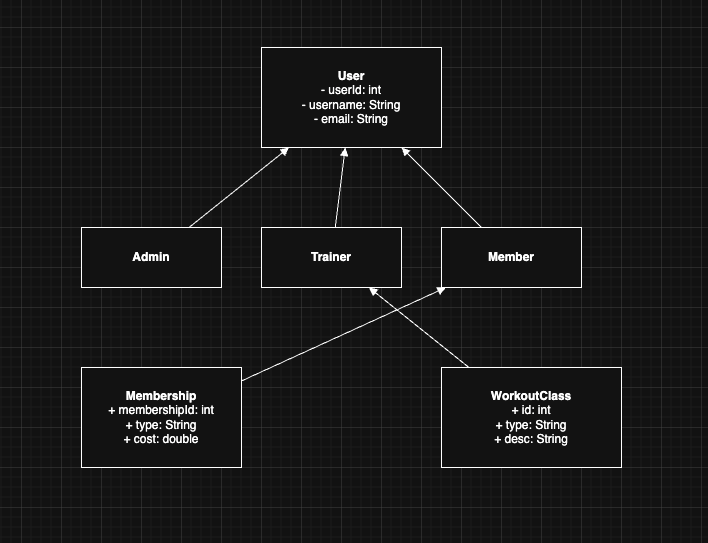 User
- userId: int
- username: String
- email: String
Admin
Trainer
Member
Membership
+ membershipId: int
+ type: String
+ cost: double
WorkoutClass
+ id: int
+ type: String
+ desc: String